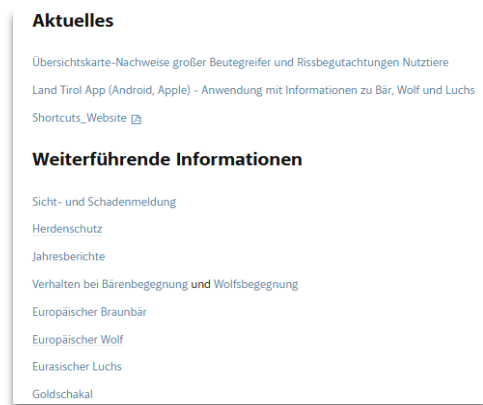 Aktuelles
Übersichtskarte-Nachweise großer Beutegreifer und Rissbegutachtungen Nutztiere
Land Tirol App (Android, Apple) - Anwendung mit Informationen zu Bär, Wolf und Luchs
Shortcuts_Website
Weiterführende Informationen
Sicht- und Schadenmeldung
Herdenschutz
Jahresberichte
Verhalten bei Bärenbegegnung und Wolfsbegegnung
Europäischer Braunbär
Europäischer Wolf
Eurasischer Luchs
Goldschakal